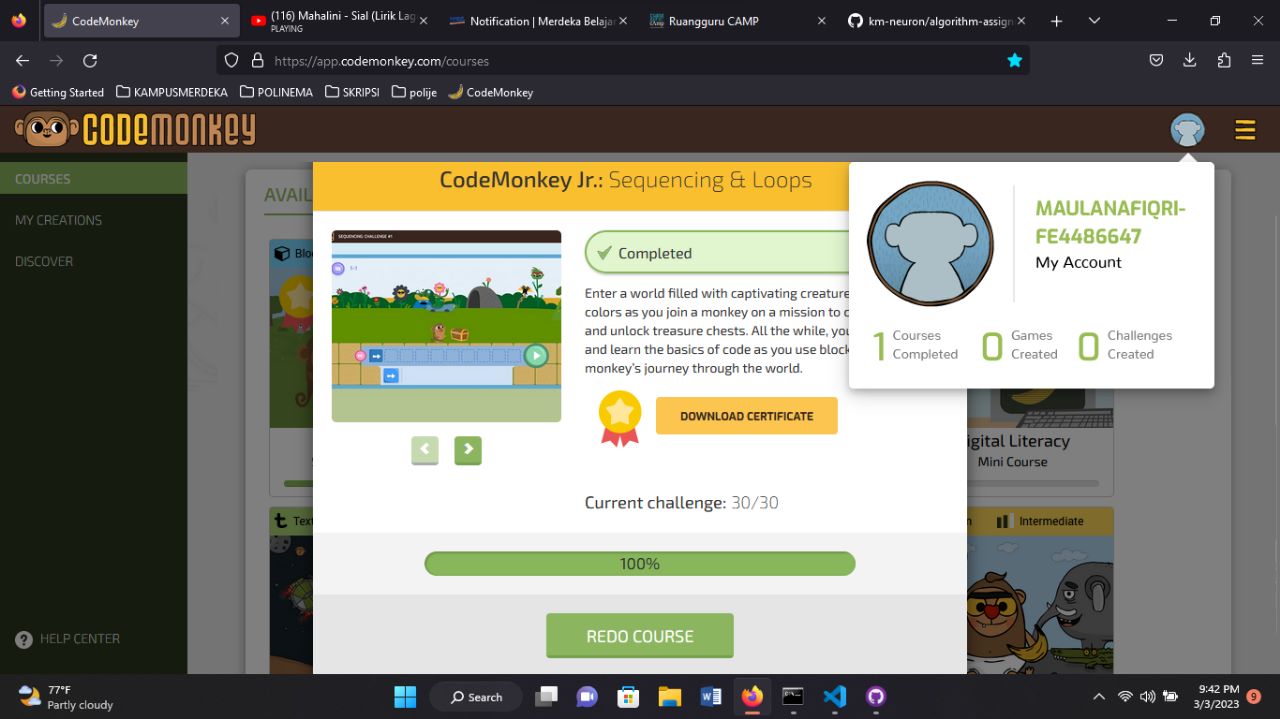 CodeMonkey
(116) Mahalini - Sial (Lirik Lag
PLAYING
Notification | Merdeka Belaja
Ruangguru CAMP
km-neuron/algorithm-assign
https://app.codemonkey.com/courses
Getting Started
KAMPUSMERDEKA
POLINEMA
SKRIPSI
polije
CodeMonkey
CODEMONKEY
COURSES
MY CREATIONS
DISCOVER
HELP CENTER
AVAI
Bloc
Text
CodeMonkey Jr.: Sequencing & Loops
SEQUENCING CHALLENGE #1
1-1
Completed
Enter a world filled with captivating creature
colors as you join a monkey on a mission to c
and unlock treasure chests. All the while, you
and learn the basics of code as you use block
monkey's journey through the world.
DOWNLOAD CERTIFICATE
Current challenge: 30/30
100%
REDO COURSE
MAULANAFIQRI-
FE4486647
My Account
1 Courses Completed
0 Games Created
0 Challenges Created
igital Literacy
Mini Course
n
Intermediate
77°F
Partly cloudy
Search
9:42 PM
3/3/2023
9